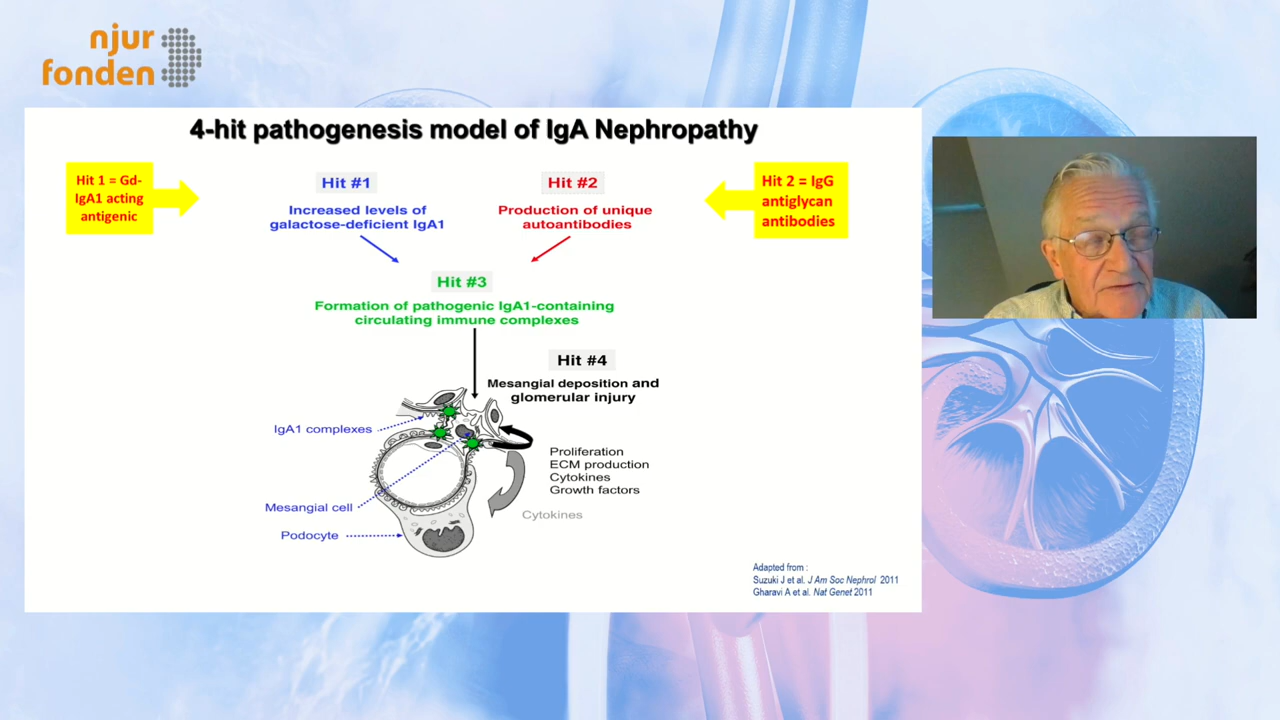 njur
fonden
4-hit pathogenesis model of IgA Nephropathy
Hit 1 = Gd-
IgA1 acting
antigenic
Hit #1
Increased levels of
galactose-deficient IgA1
Hit #2
Production of unique
autoantibodies
Hit 2 = IgG
antiglycan
antibodies
Hit #3
Formation of pathogenic IgA1-containing
circulating immune complexes
Hit #4
Mesangial deposition and
glomerular injury
IgA1 complexes
Mesangial cell
Podocyte
Proliferation
ECM production
Cytokines
Growth factors
Cytokines
Adapted from :
Suzuki J et al. J Am Soc Nephrol 2011
Gharavi A et al. Nat Genet 2011